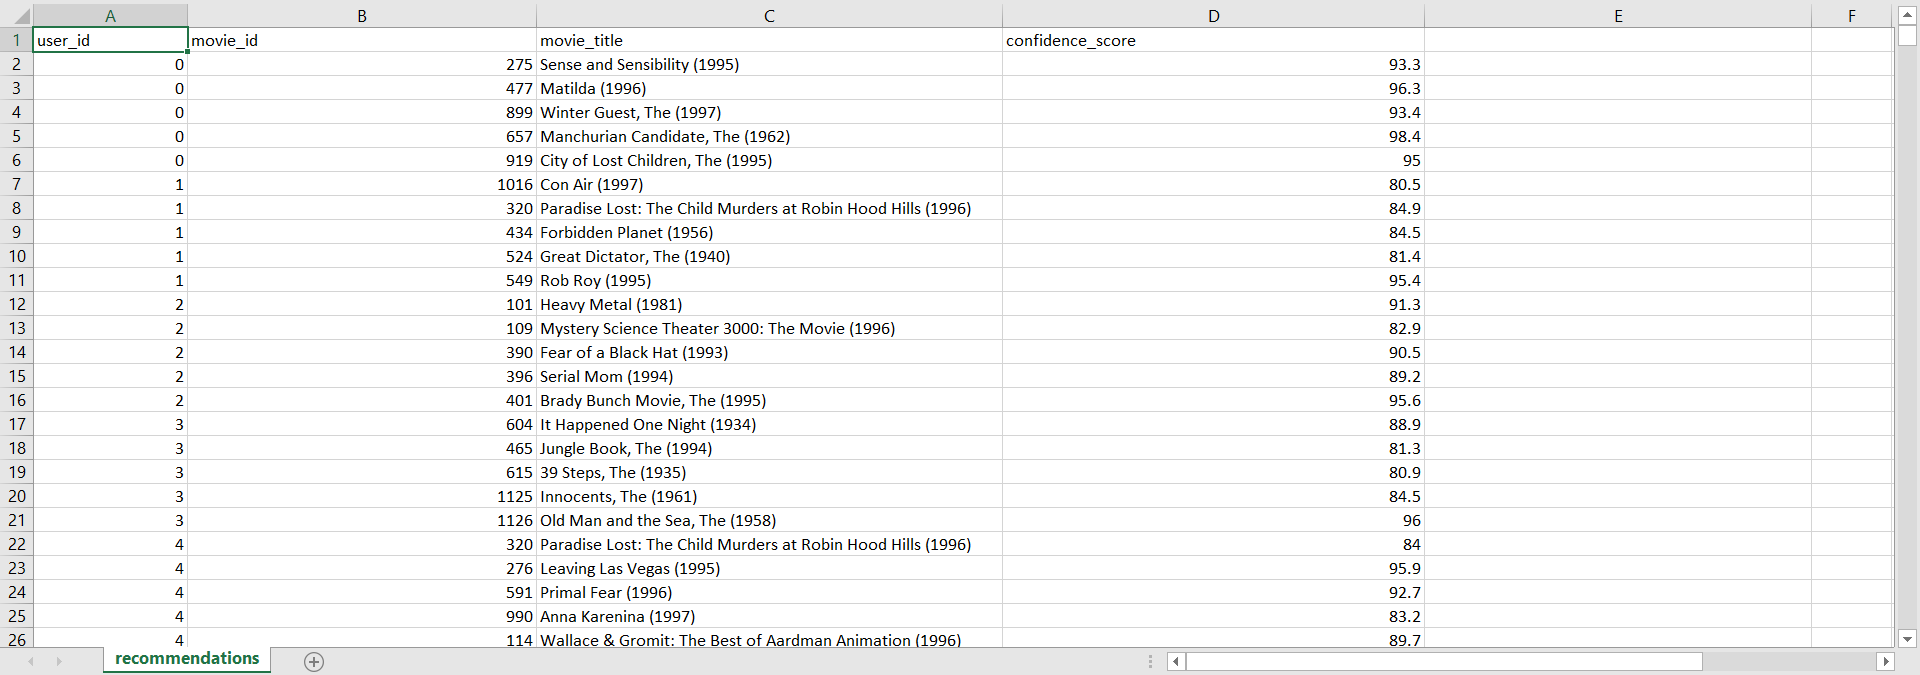 A B C D E F
1 user_id movie_id movie_title confidence_score
2 0 275 Sense and Sensibility (1995) 93.3
3 0 477 Matilda (1996) 96.3
4 0 899 Winter Guest, The (1997) 93.4
5 0 657 Manchurian Candidate, The (1962) 98.4
6 0 919 City of Lost Children, The (1995) 95
7 1 1016 Con Air (1997) 80.5
8 1 320 Paradise Lost: The Child Murders at Robin Hood Hills (1996) 84.9
9 1 434 Forbidden Planet (1956) 84.5
10 1 524 Great Dictator, The (1940) 81.4
11 1 549 Rob Roy (1995) 95.4
12 2 101 Heavy Metal (1981) 91.3
13 2 109 Mystery Science Theater 3000: The Movie (1996) 82.9
14 2 390 Fear of a Black Hat (1993) 90.5
15 2 396 Serial Mom (1994) 89.2
16 2 401 Brady Bunch Movie, The (1995) 95.6
17 3 604 It Happened One Night (1934) 88.9
18 3 465 Jungle Book, The (1994) 81.3
19 3 615 39 Steps, The (1935) 80.9
20 3 1125 Innocents, The (1961) 84.5
21 3 1126 Old Man and the Sea, The (1958) 96
22 4 320 Paradise Lost: The Child Murders at Robin Hood Hills (1996) 84
23 4 276 Leaving Las Vegas (1995) 95.9
24 4 591 Primal Fear (1996) 92.7
25 4 990 Anna Karenina (1997) 83.2
26 4 114 Wallace & Gromit: The Best of Aardman Animation (1996) 89.7
recommendations